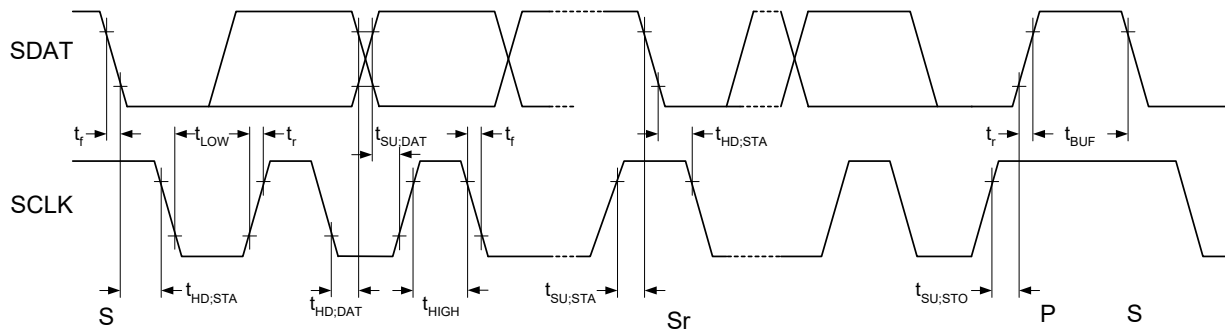 SDAT
t_f t_LOW t_r t_SU;DAT t_f t_HD;STA t_r t_BUF
SCLK
t_HD;STA t_HD;DAT t_HIGH t_SU;STA t_SU;STO
S Sr P S